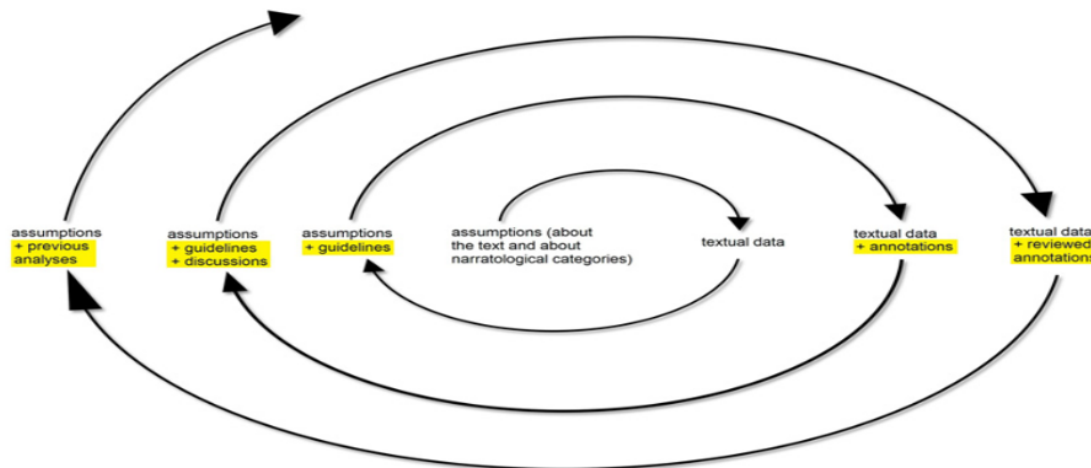 assumptions
+ previous
analyses
assumptions
+ guidelines
+ discussions
assumptions
+ guidelines
assumptions (about
the text and about
narratological categories)
textual data
textual data
+ annotations
textual data
+ reviewed
annotations